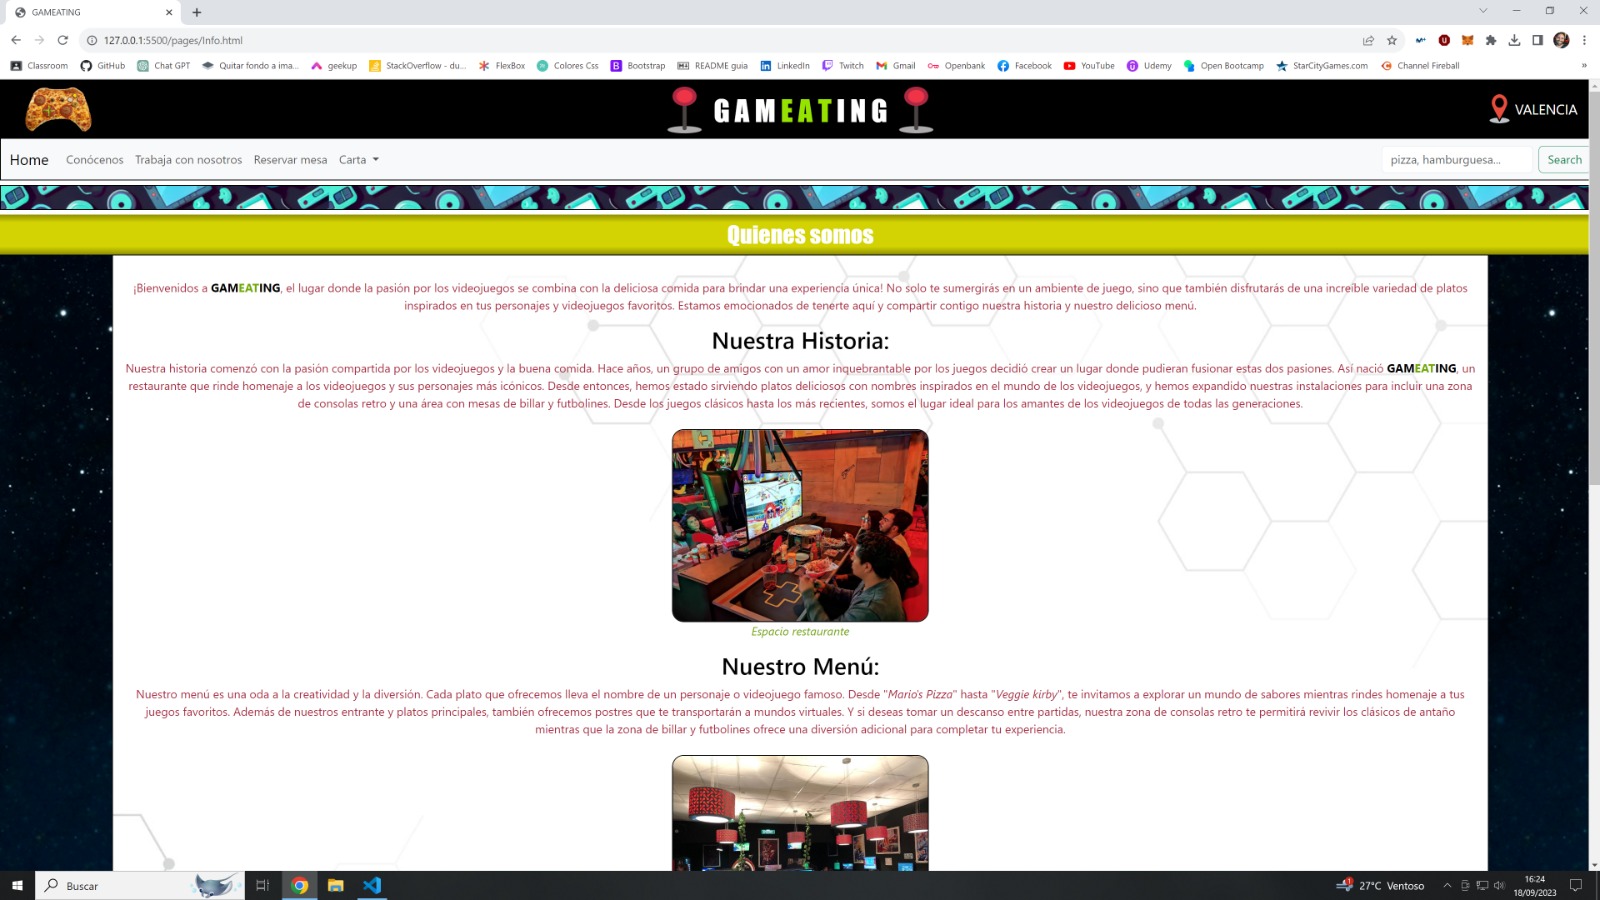 GAMEATING
127.0.0.1:5500/pages/Info.html
Classroom GitHub Chat GPT Quitar fondo a ima... geekup StackOverflow - du... FlexBox Colores Css Bootstrap README guia LinkedIn Twitch Gmail Openbank Facebook YouTube Udemy Open Bootcamp StarCityGames.com Channel Fireball »
GAMEATING
VALENCIA
Home Conócenos Trabaja con nosotros Reservar mesa Carta pizza, hamburguesa... Search
Quienes somos
¡Bienvenidos a GAMEATING, el lugar donde la pasión por los videojuegos se combina con la deliciosa comida para brindar una experiencia única! No solo te sumergirás en un ambiente de juego, sino que también disfrutarás de una increíble variedad de platos
inspirados en tus personajes y videojuegos favoritos. Estamos emocionados de tenerte aquí y compartir contigo nuestra historia y nuestro delicioso menú.
Nuestra Historia:
Nuestra historia comenzó con la pasión compartida por los videojuegos y la buena comida. Hace años, un grupo de amigos con un amor inquebrantable por los juegos decidió crear un lugar donde pudieran fusionar estas dos pasiones. Así nació GAMEATING, un
restaurante que rinde homenaje a los videojuegos y sus personajes más icónicos. Desde entonces, hemos estado sirviendo platos deliciosos con nombres inspirados en el mundo de los videojuegos, y hemos expandido nuestras instalaciones para incluir una zona
de consolas retro y una área con mesas de billar y futbolines. Desde los juegos clásicos hasta los más recientes, somos el lugar ideal para los amantes de los videojuegos de todas las generaciones.
Espacio restaurante
Nuestro Menú:
Nuestro menú es una oda a la creatividad y la diversión. Cada plato que ofrecemos lleva el nombre de un personaje o videojuego famoso. Desde "Mario's Pizza" hasta "Veggie kirby", te invitamos a explorar un mundo de sabores mientras rindes homenaje a tus
juegos favoritos. Además de nuestros entrante y platos principales, también ofrecemos postres que te transportarán a mundos virtuales. Y si deseas tomar un descanso entre partidas, nuestra zona de consolas retro te permitirá revivir los clásicos de antaño
mientras que la zona de billar y futbolines ofrece una diversión adicional para completar tu experiencia.
Buscar
27°C Ventoso
16:24
18/09/2023